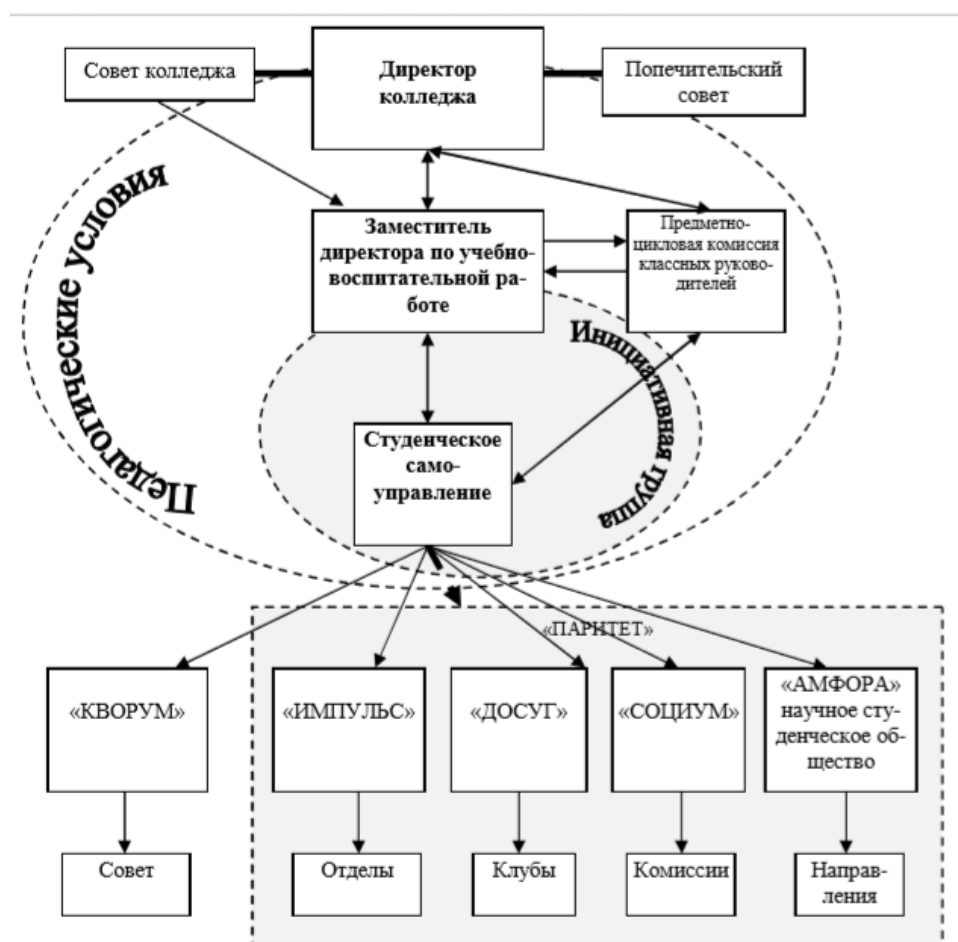 Совет колледжа
Директор
колледжа
Попечительский
совет
Педагогические условия
Заместитель
директора по учебно-
воспитательной ра-
боте
Предметно-
цикловая комиссия
классных руково-
дителей
Инициативная группа
Студенческое
само-
управление
«ПАРИТЕТ»
«КВОРУМ»
«ИМПУЛЬС»
«ДОСУГ»
«СОЦИУМ»
«АМФОРА»
научное сту-
денческое об-
щество
Совет
Отделы
Клубы
Комиссии
Направ-
ления